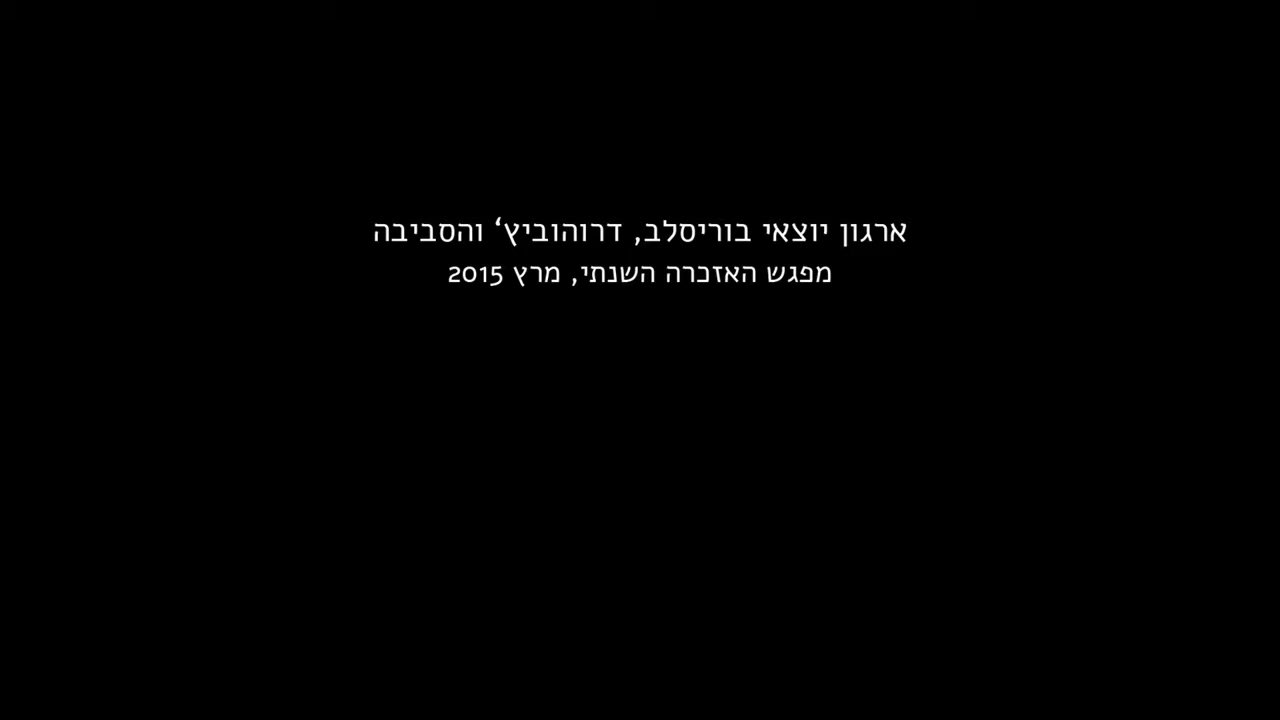 ארגון יוצאי בוריסלב, דרוהוביץ‘ והסביבה
מפגש האזכרה השנתי, מרץ 2015